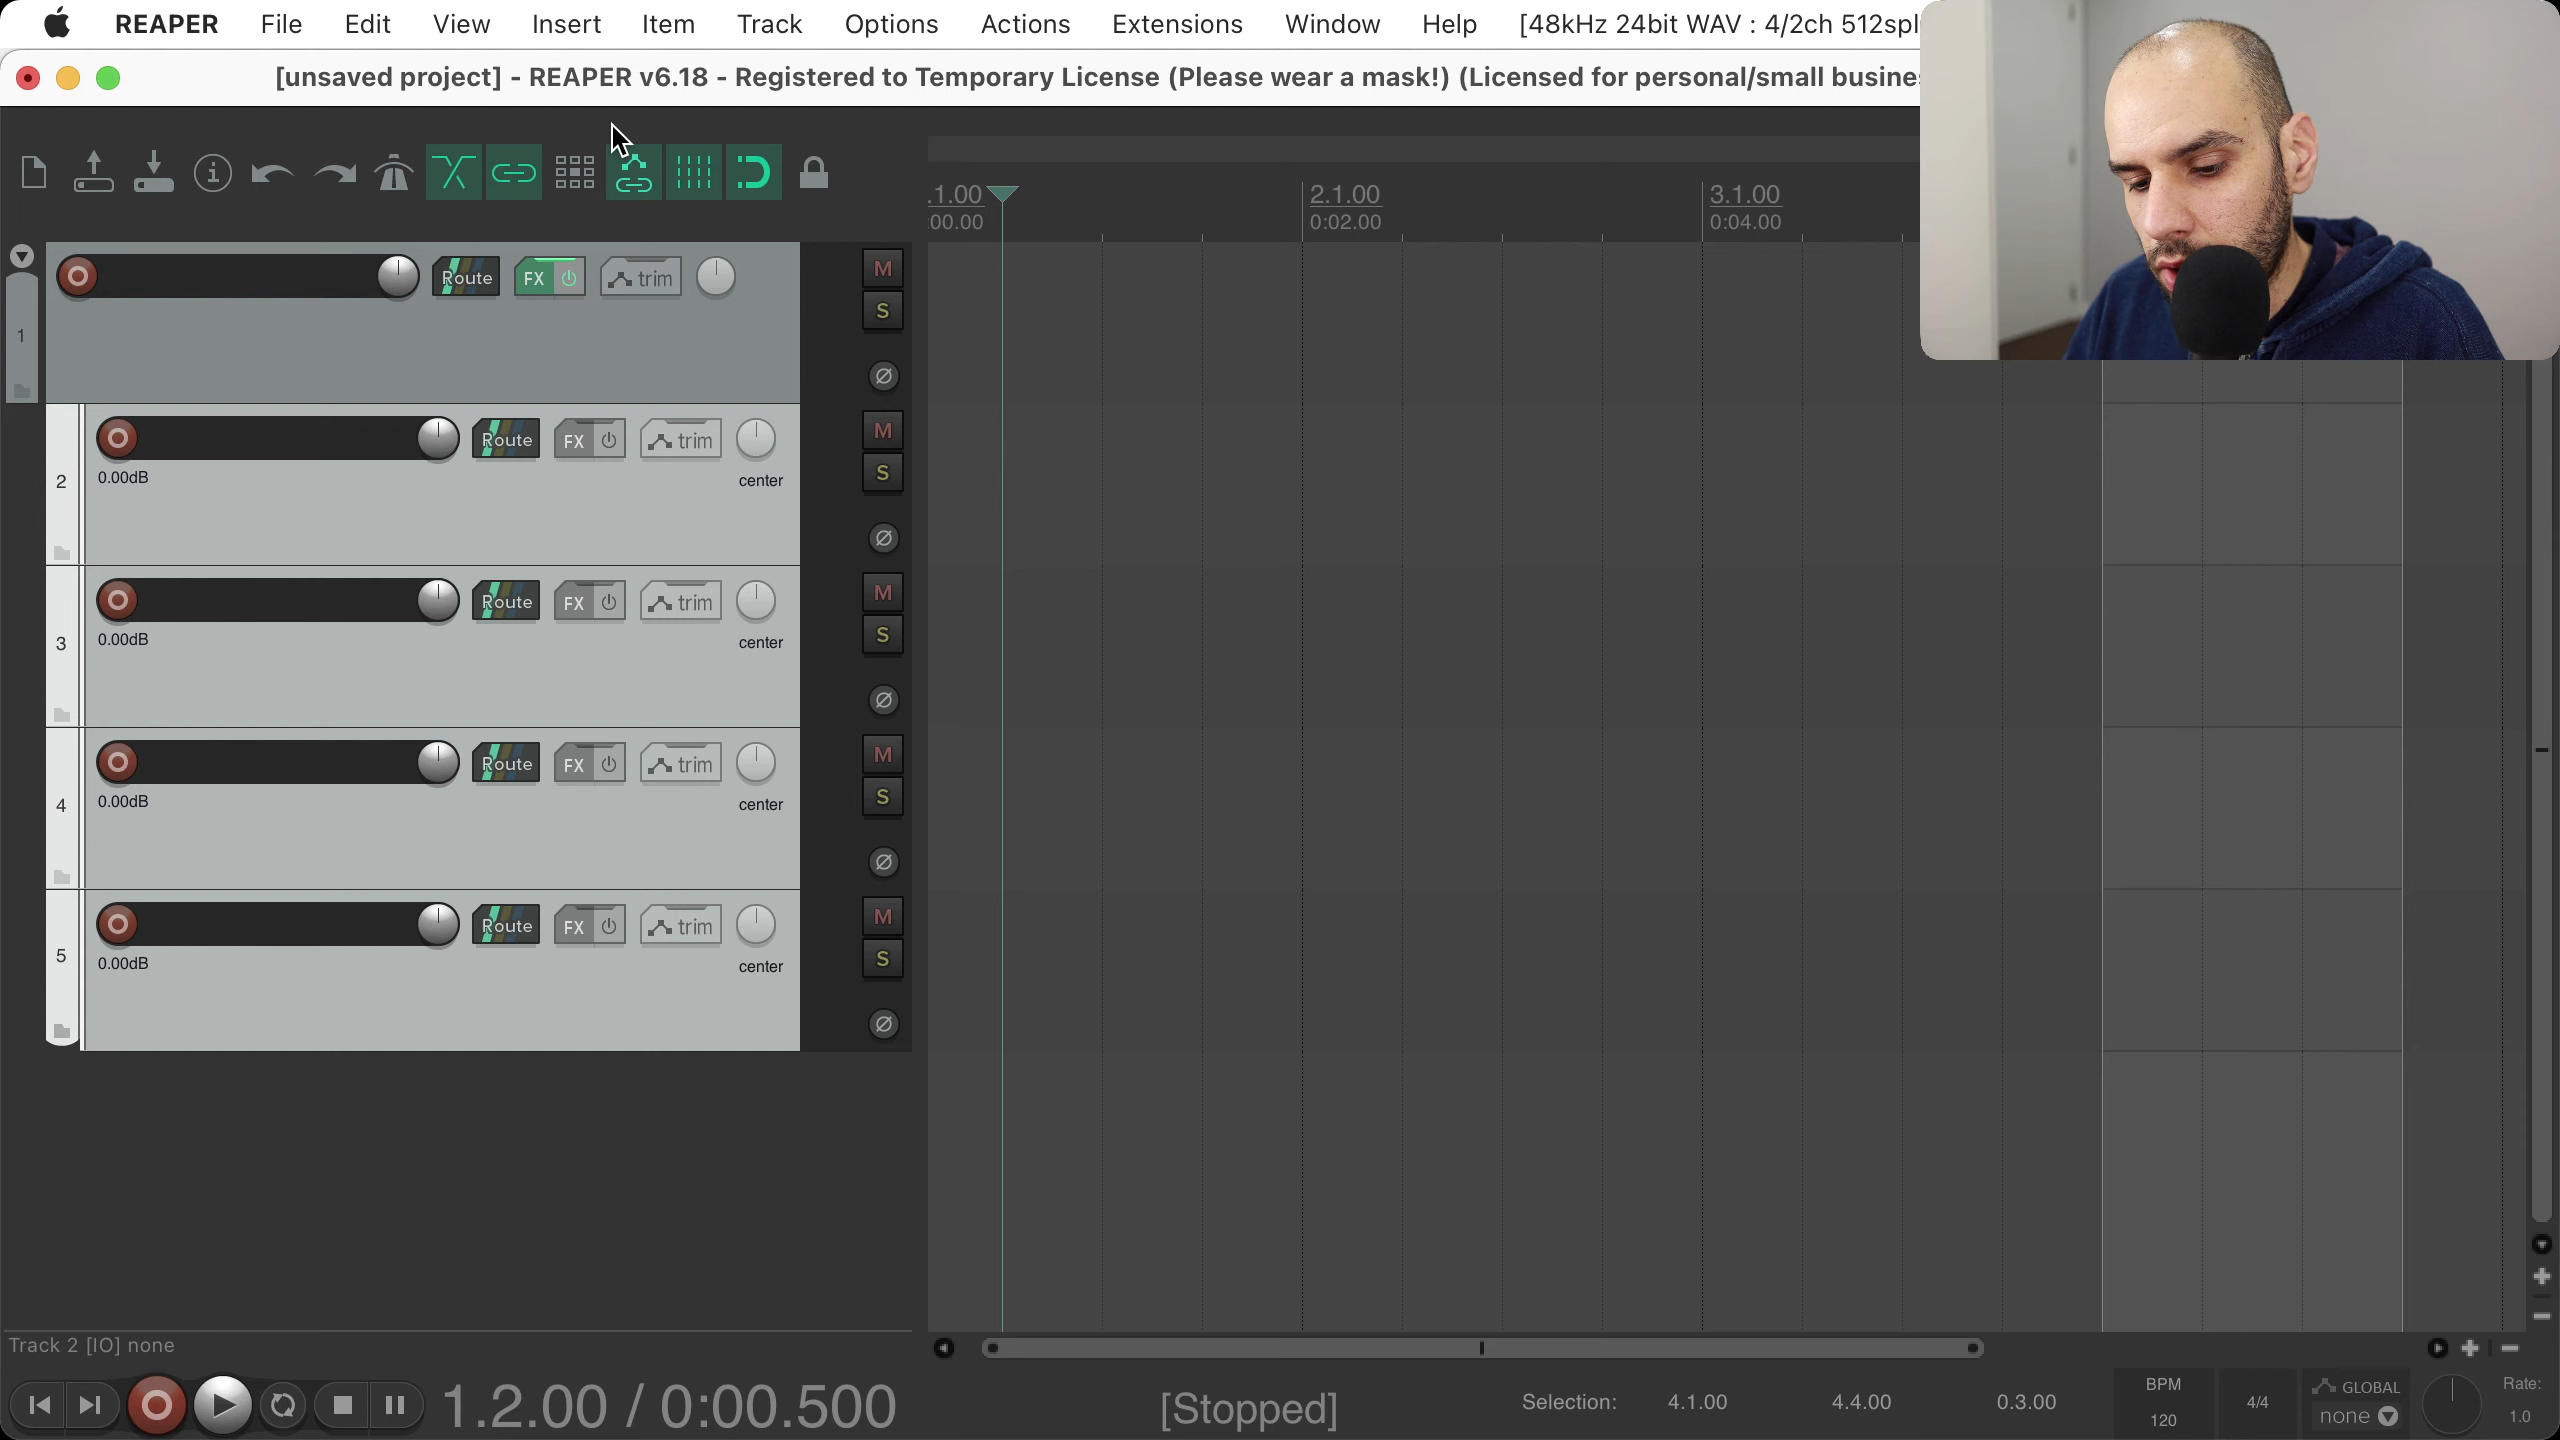 REAPER File Edit View Insert Item Track Options Actions Extensions Window Help [48kHz 24bit WAV : 4/2ch 512spl
[unsaved project] - REAPER v6.18 - Registered to Temporary License (Please wear a mask!) (Licensed for personal/small busine
.1.00 2.1.00 3.1.00
:00.00 0:02.00 0:04.00
1 Route FX trim M
S
2 Route FX trim M
0.00dB center S
3 Route FX trim M
0.00dB center S
4 Route FX trim M
0.00dB center S
5 Route FX trim M
0.00dB center S
Track 2 [IO] none
1.2.00 / 0:00.500 [Stopped] Selection: 4.1.00 4.4.00 0.3.00
BPM
120
4/4
GLOBAL
none
Rate:
1.0